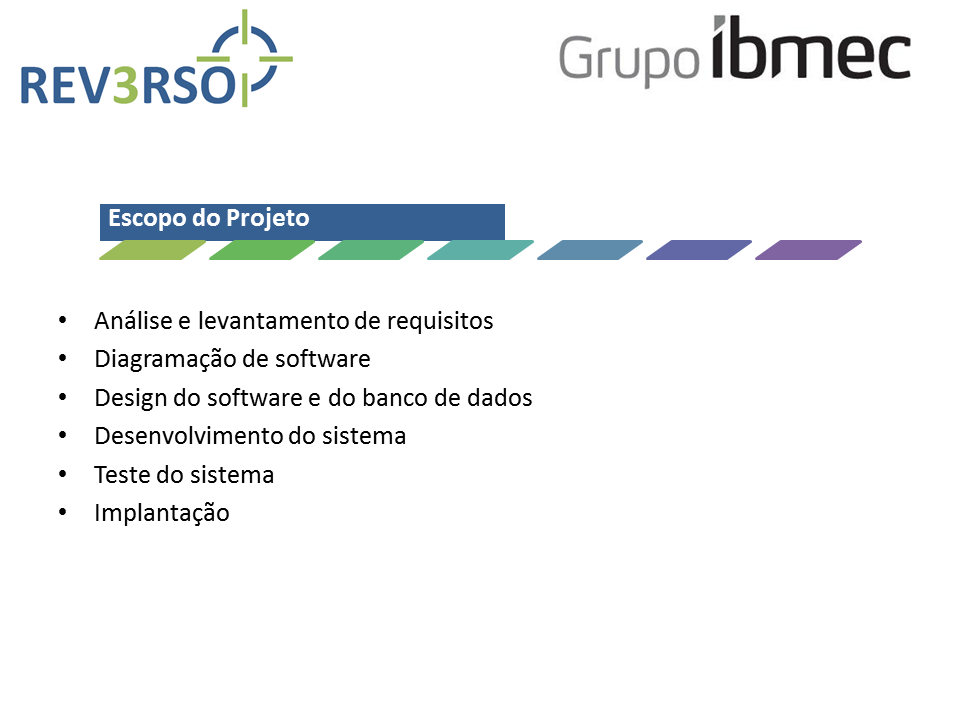 REV3RSO
Grupo ibmec
Escopo do Projeto
• Análise e levantamento de requisitos
• Diagramação de software
• Design do software e do banco de dados
• Desenvolvimento do sistema
• Teste do sistema
• Implantação